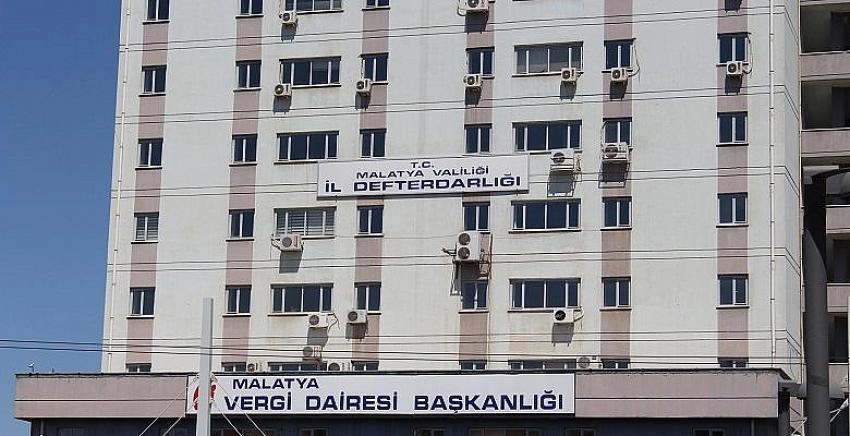 T.C.
MALATYA VALİLİĞİ
İL DEFTERDARLIĞI
MALATYA
VERGİ DAİRESİ BAŞKANLIĞI